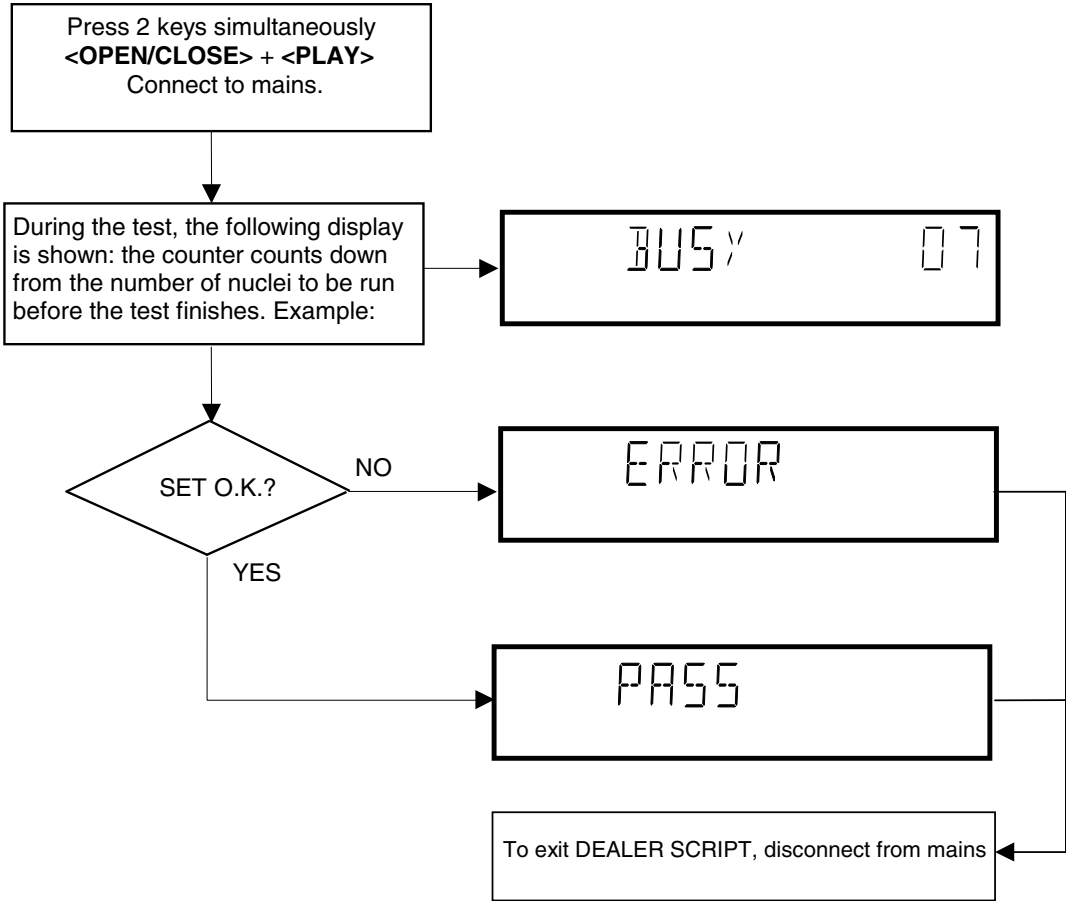 Press 2 keys simultaneously
<OPEN/CLOSE> + <PLAY>
Connect to mains.
During the test, the following display
is shown: the counter counts down
from the number of nuclei to be run
before the test finishes. Example:
BUSY 07
SET O.K.?
NO
ERROR
YES
PASS
To exit DEALER SCRIPT, disconnect from mains